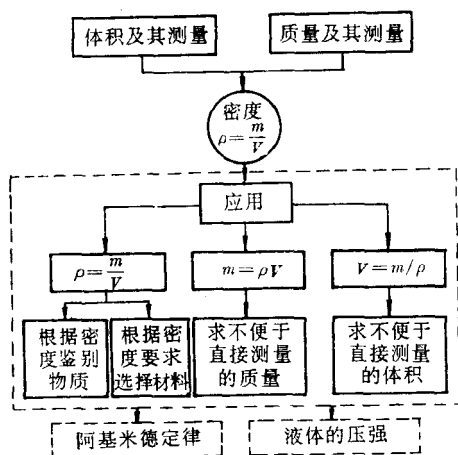 体积及其测量
质量及其测量
密度
ρ=m/V
应用
ρ=m/V
m=ρV
V=m/ρ
根据密
度鉴别
物质
根据密
度要求
选择材料
求不便于
直接测量
的质量
求不便于
直接测量
的体积
阿基米德定律
液体的压强